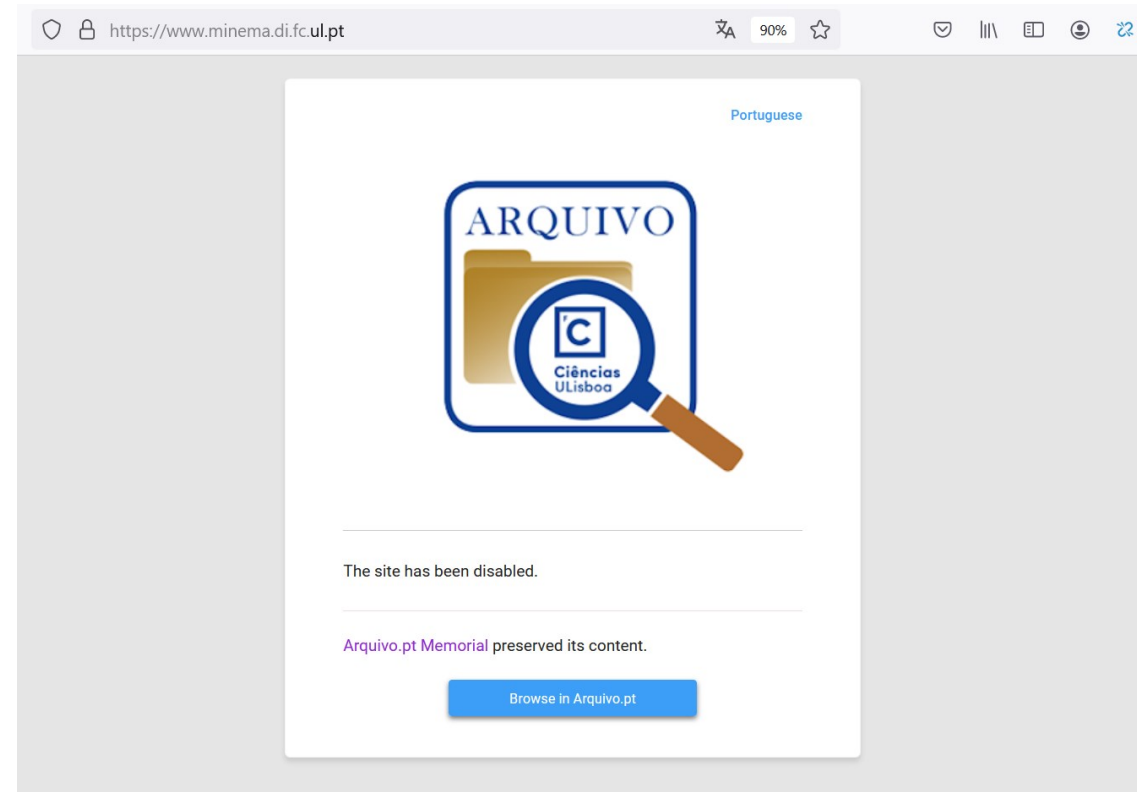 https://www.minema.di.fc.ul.pt
90%
Portuguese
ARQUIVO
C
Ciências
ULisboa
The site has been disabled.
Arquivo.pt Memorial preserved its content.
Browse in Arquivo.pt